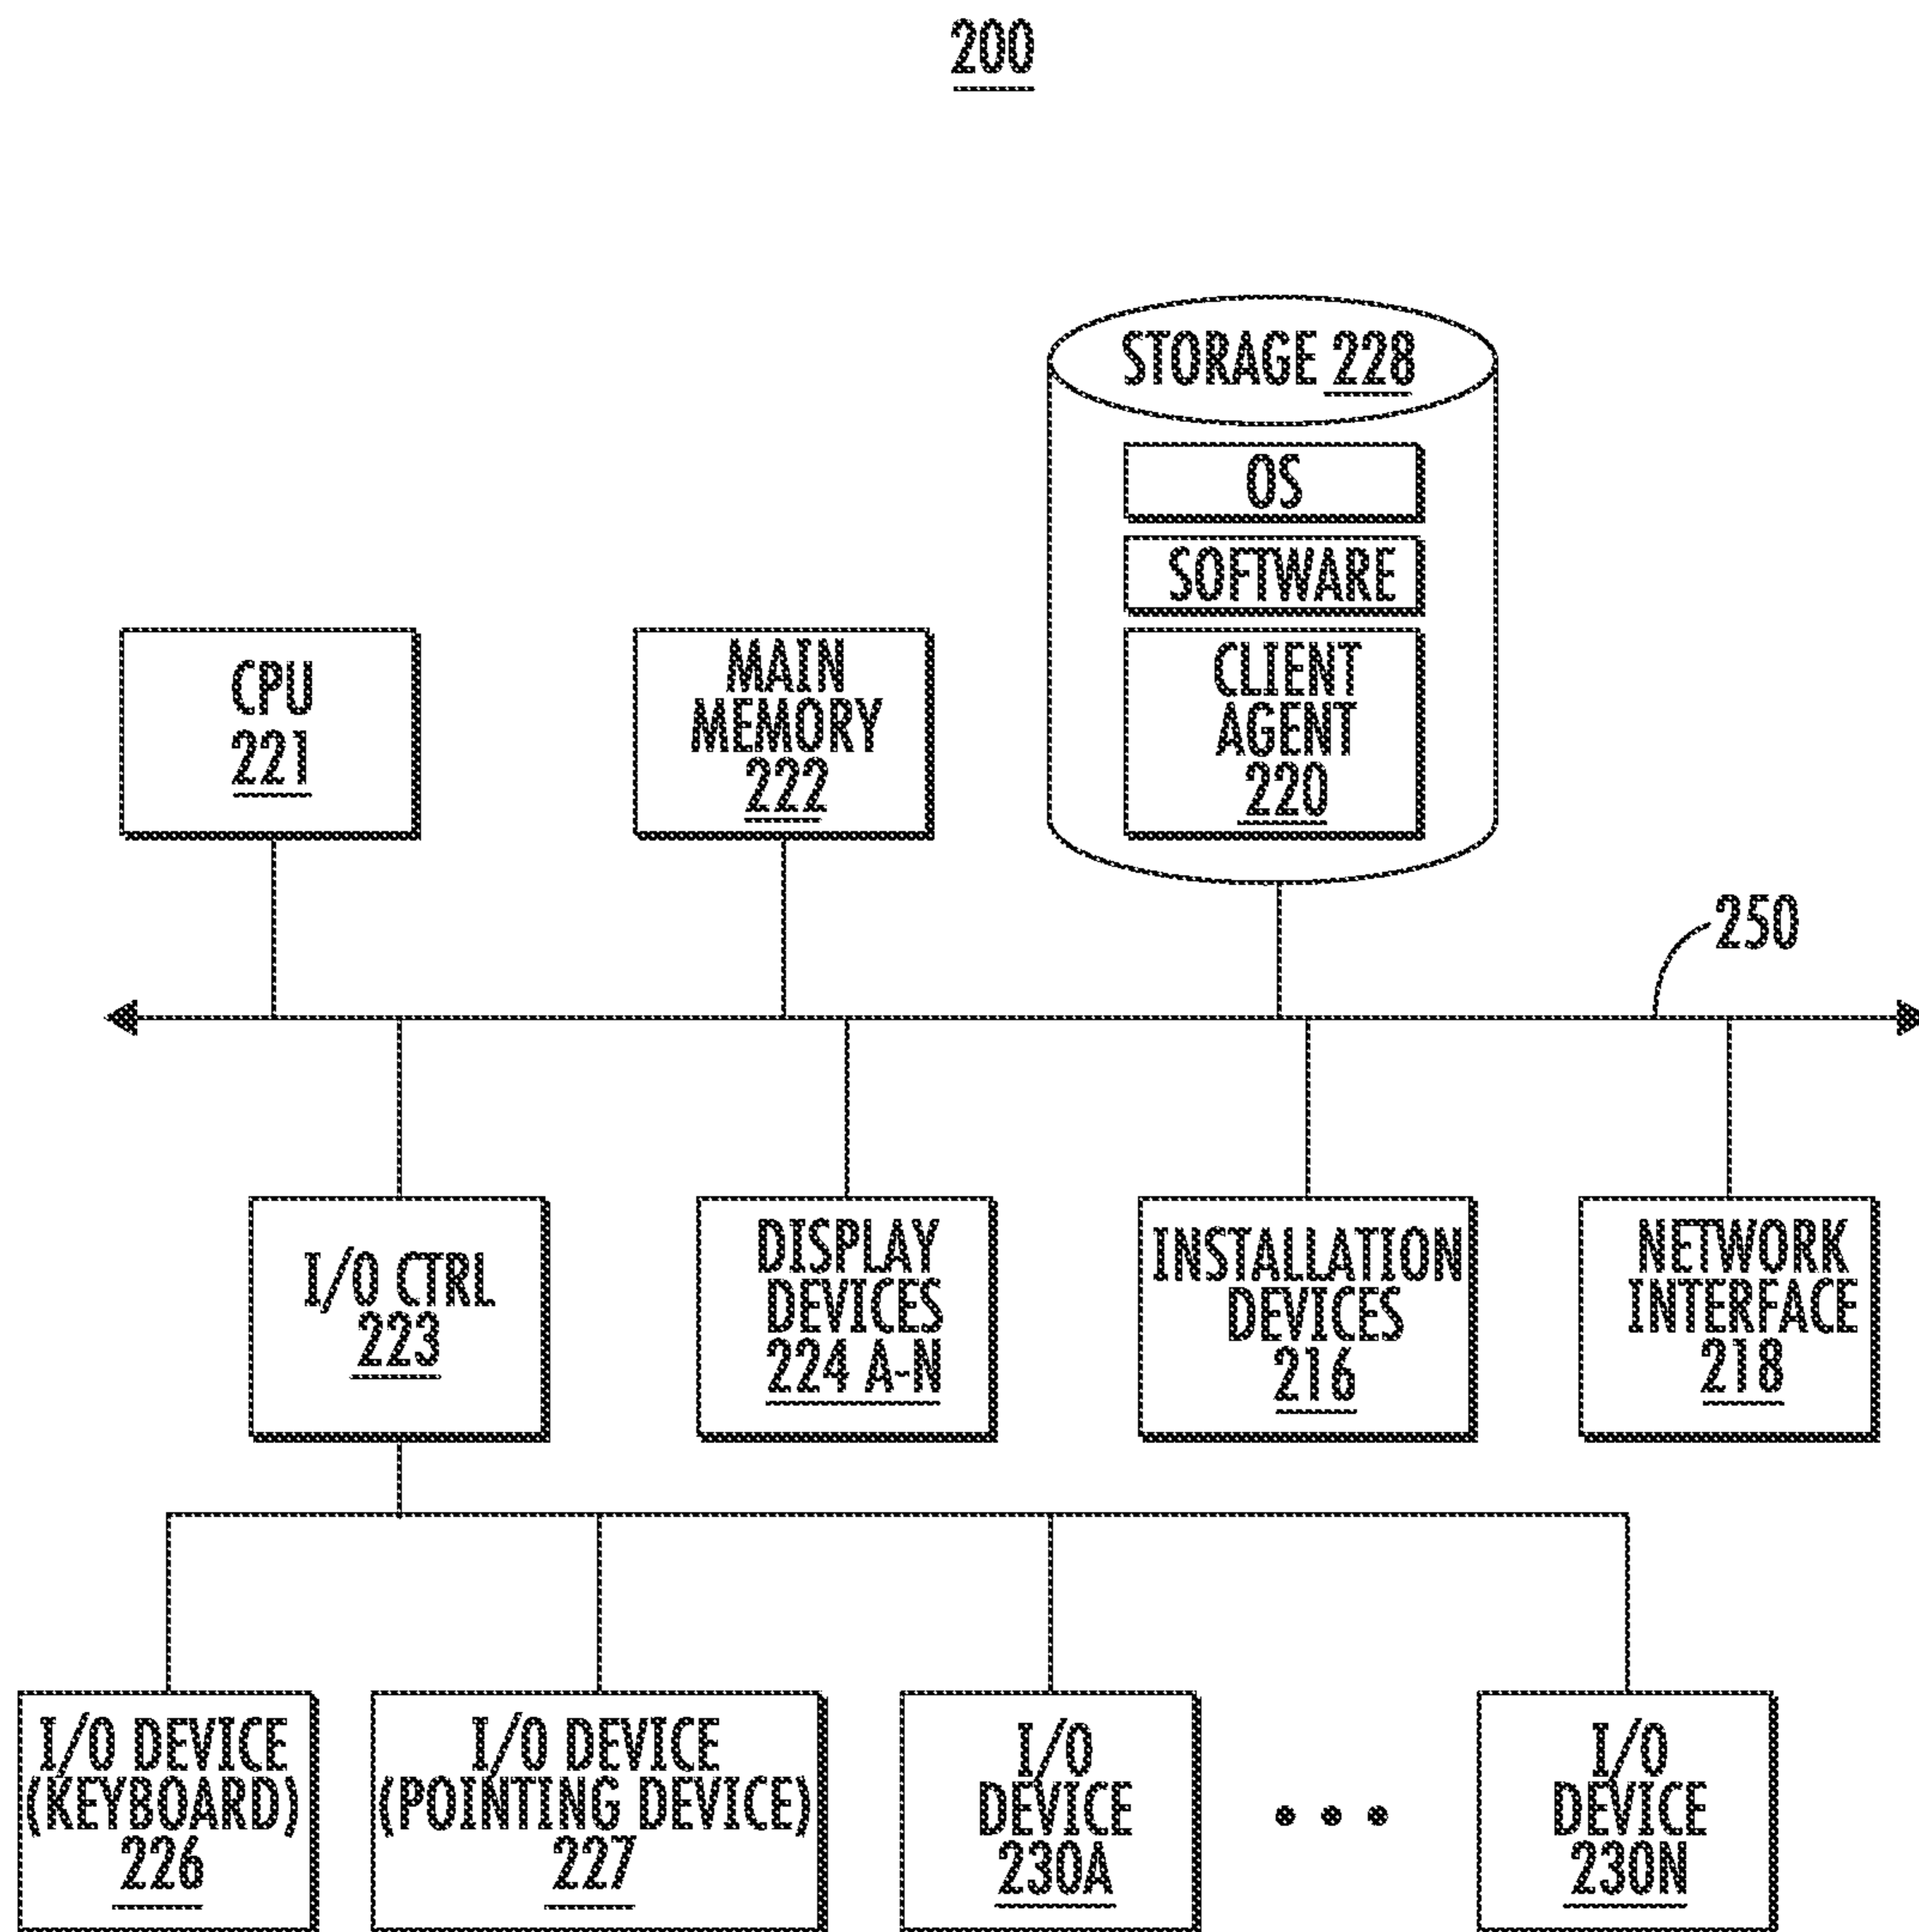 200
STORAGE 228
OS
SOFTWARE
CLIENT
AGENT
220
CPU
221
MAIN
MEMORY
222
250
I/O CTRL
223
DISPLAY
DEVICES
224 A-N
INSTALLATION
DEVICES
216
NETWORK
INTERFACE
218
I/O DEVICE
(KEYBOARD)
226
I/O DEVICE
(POINTING DEVICE)
227
I/O
DEVICE
230A
• • •
I/O
DEVICE
230N